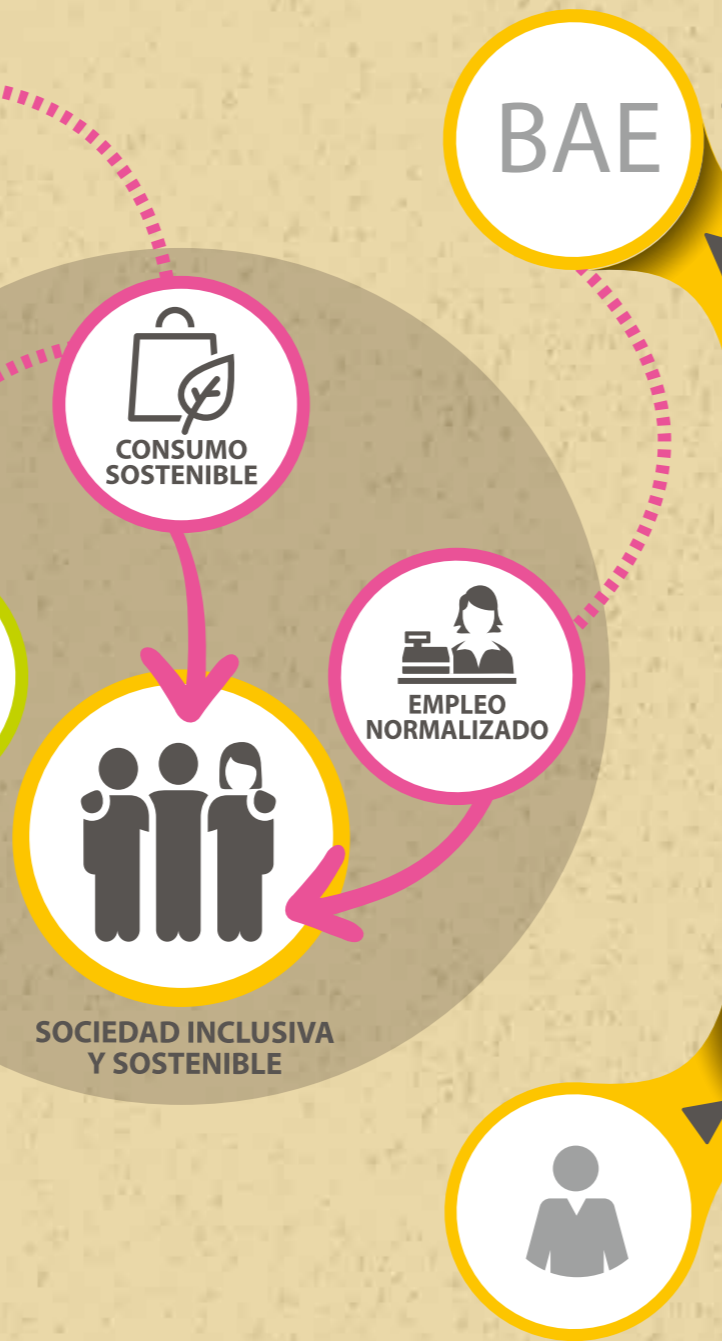 BAE
CONSUMO
SOSTENIBLE
EMPLEO
NORMALIZADO
SOCIEDAD INCLUSIVA
Y SOSTENIBLE